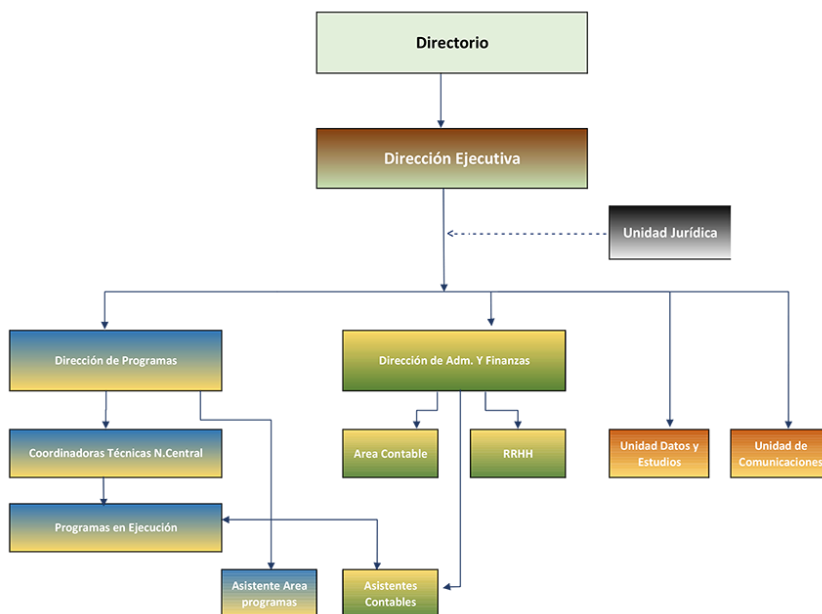 Directorio
Dirección Ejecutiva
Unidad Jurídica
Dirección de Programas
Dirección de Adm. Y Finanzas
Coordinadoras Técnicas N.Central
Area Contable
RRHH
Unidad Datos y
Estudios
Unidad de
Comunicaciones
Programas en Ejecución
Asistente Area
programas
Asistentes
Contables